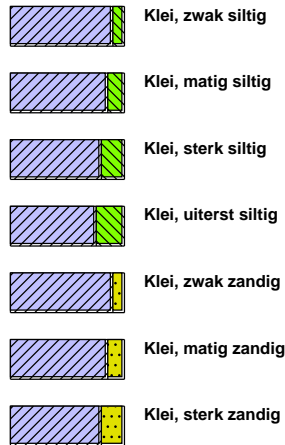 Klei, zwak siltig
Klei, matig siltig
Klei, sterk siltig
Klei, uiterst siltig
Klei, zwak zandig
Klei, matig zandig
Klei, sterk zandig